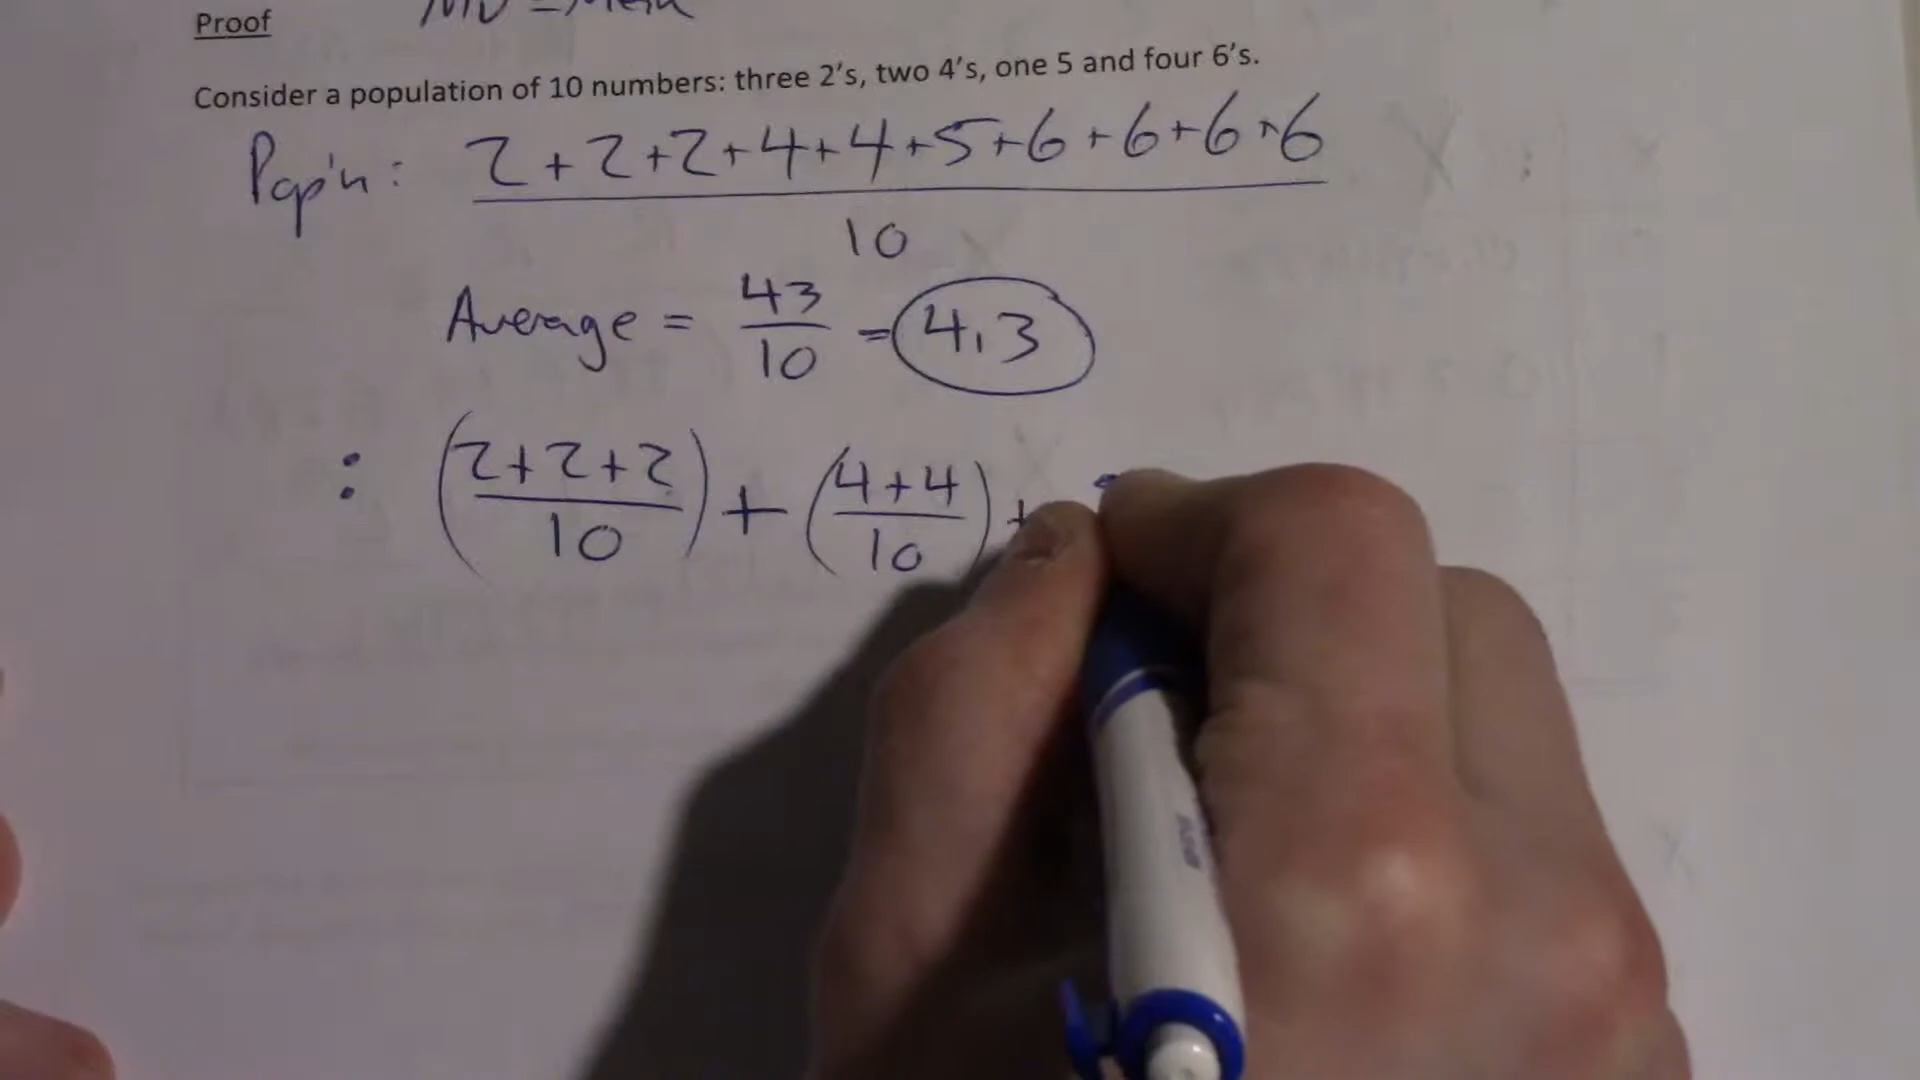 Proof
Consider a population of 10 numbers: three 2's, two 4's, one 5 and four 6's.
Pop'n: 2+2+2+4+4+5+6+6+6+6
10
Average = 43/10 = 4.3
: (2+2+2/10) + (4+4/10) +